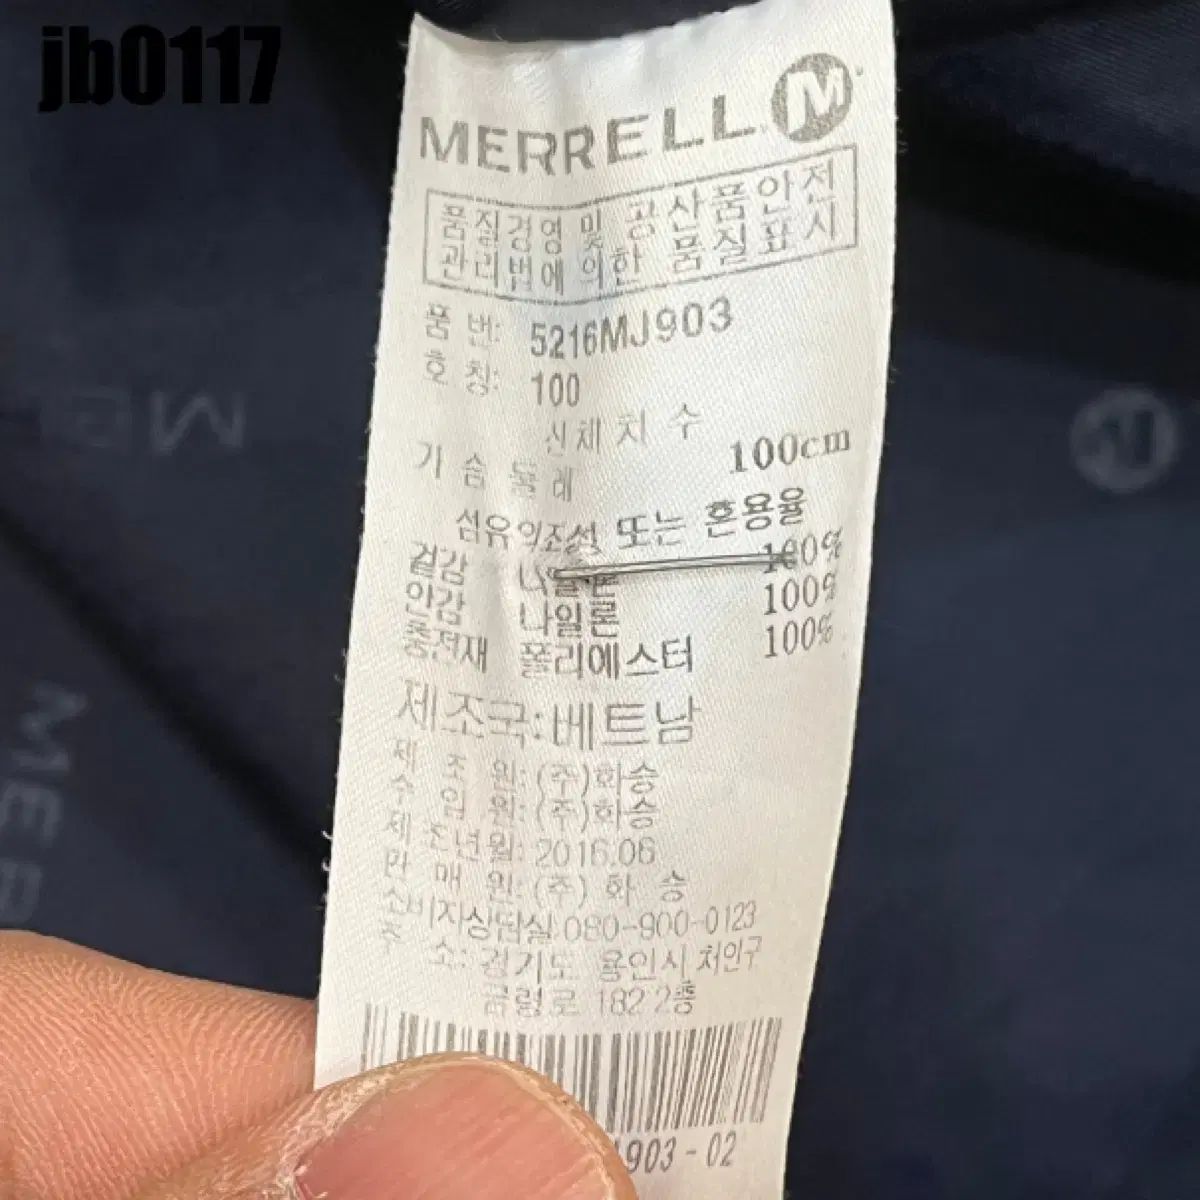 jb0117
MERRELL M
품질경영 및 공산품안전
관리법에 의한 품질표시
품 번: 5216MJ903
호 칭: 100
신체 치 수
가 슴 둘 레 100cm
섬유의조성 또는 혼용율
겉감 나일론 100%
안감 나일론 100%
충전재 폴리에스터 100%
제조국:베트남
제 조 원:(주)화승
수 입 원:(주)화승
제조년월: 2016.06
판 매 원:(주) 화 승
소비자상담실:080-900-0123
주 소: 경기도 용인시 처인구
금령로 182 2층
903-02
MERRELL
M
MER